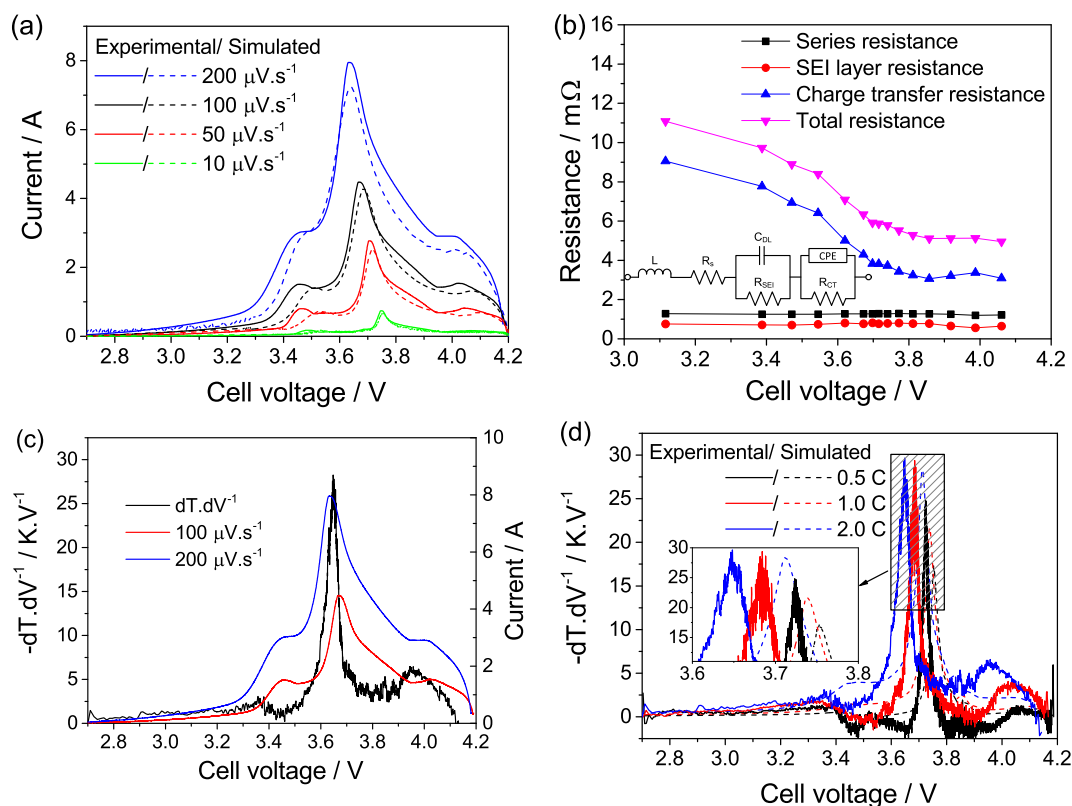 (a)
Experimental/ Simulated
200 μV.s⁻¹
100 μV.s⁻¹
50 μV.s⁻¹
10 μV.s⁻¹
Current / A
8
6
4
2
0
2.8 3.0 3.2 3.4 3.6 3.8 4.0 4.2
Cell voltage / V
(b)
Series resistance
SEI layer resistance
Charge transfer resistance
Total resistance
Resistance / mΩ
16
14
12
10
8
6
4
2
0
L
Rs
CDL
RSEI
CPE
RCT
3.0 3.2 3.4 3.6 3.8 4.0 4.2
Cell voltage / V
(c)
dT.dV⁻¹
100 μV.s⁻¹
200 μV.s⁻¹
-dT.dV⁻¹ / K.V⁻¹
30
25
20
15
10
5
0
Current / A
10
8
6
4
2
0
2.8 3.0 3.2 3.4 3.6 3.8 4.0 4.2
Cell voltage / V
(d)
Experimental/ Simulated
0.5 C
1.0 C
2.0 C
-dT.dV⁻¹ / K.V⁻¹
30
25
20
15
10
5
0
30
25
20
15
3.6 3.7 3.8
2.8 3.0 3.2 3.4 3.6 3.8 4.0 4.2
Cell voltage / V